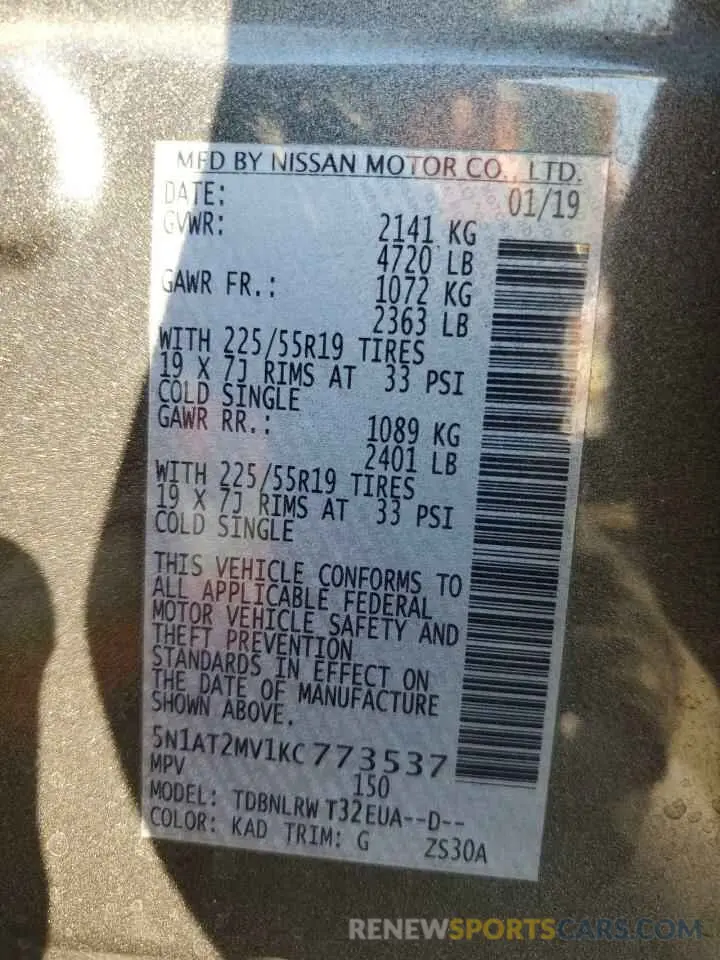 MFD BY NISSAN MOTOR CO., LTD.
DATE: 01/19
GVWR: 2141 KG
4720 LB
GAWR FR.: 1072 KG
2363 LB
WITH 225/55R19 TIRES
19 X 7J RIMS AT 33 PSI
COLD SINGLE
GAWR RR.: 1089 KG
2401 LB
WITH 225/55R19 TIRES
19 X 7J RIMS AT 33 PSI
COLD SINGLE
THIS VEHICLE CONFORMS TO
ALL APPLICABLE FEDERAL
MOTOR VEHICLE SAFETY AND
THEFT PREVENTION
STANDARDS IN EFFECT ON
THE DATE OF MANUFACTURE
SHOWN ABOVE.
5N1AT2MV1KC773537
MPV 150
MODEL: TDBNLRW T32EUA--D--
COLOR: KAD TRIM: G ZS30A
RENEWSPORTSCARS.COM